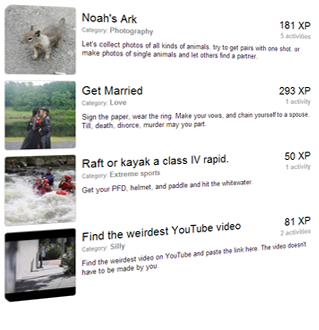 Noah's Ark
181 XP
Category: Photography
5 activities
Let's collect photos of all kinds of animals. try to get pairs with one shot. or
make photos of single animals and let others find a partner.
Get Married
293 XP
Category: Love
1 activity
Sign the paper, wear the ring. Make your vows, and chain yourself to a spouse.
Till, death, divorce, murder may you part.
Raft or kayak a class IV rapid.
50 XP
Category: Extreme sports
1 activity
Get your PFD, helmet, and paddle and hit the whitewater.
Find the weirdest YouTube video
81 XP
Category: Silly
2 activities
Find the weirdest video on YouTube and paste the link here. The video doesn't
have to be made by you.